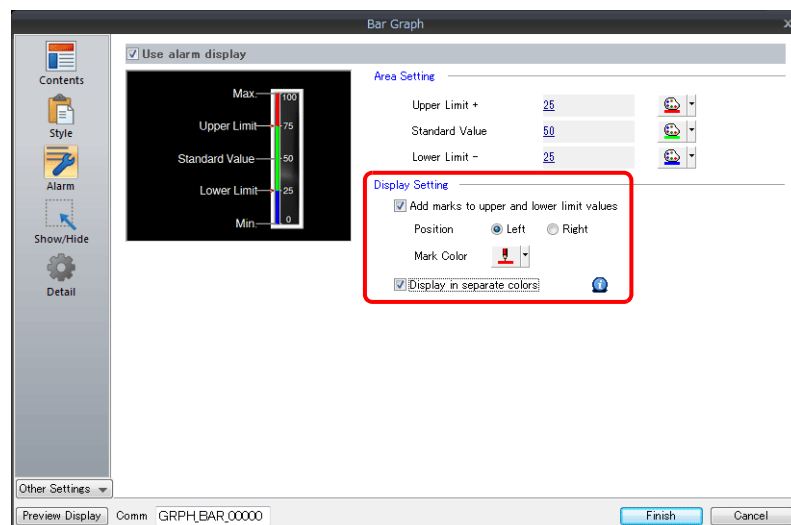 Bar Graph
Contents
Style
Alarm
Show/Hide
Detail
Other Settings
Use alarm display
Max.
100
Upper Limit
75
Standard Value
50
Lower Limit
25
Min.
0
Area Setting
Upper Limit + 25
Standard Value 50
Lower Limit - 25
Display Setting
Add marks to upper and lower limit values
Position Left Right
Mark Color
Display in separate colors
Preview Display Comm GRPH_BAR_00000 Finish Cancel